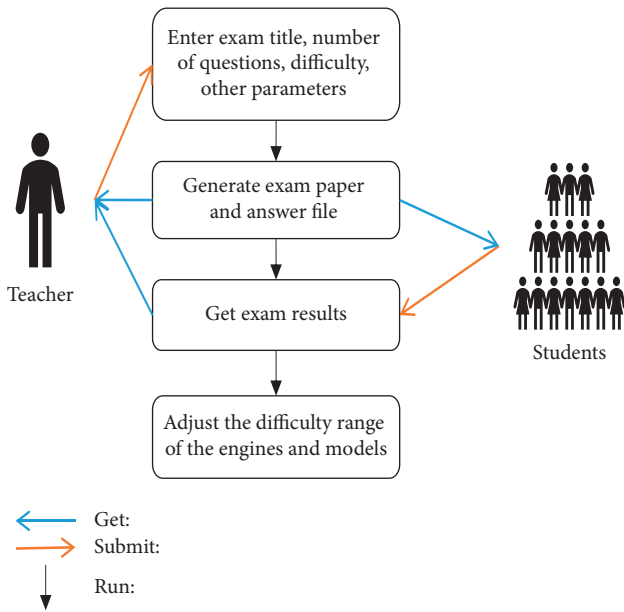 Enter exam title, number
of questions, difficulty,
other parameters
Generate exam paper
and answer file
Teacher
Get exam results
Students
Adjust the difficulty range
of the engines and models
Get:
Submit:
Run: